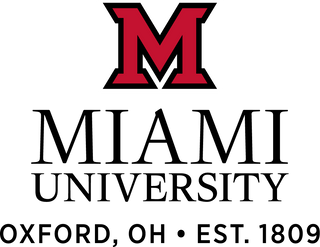 M
MIAMI
UNIVERSITY
OXFORD, OH • EST. 1809